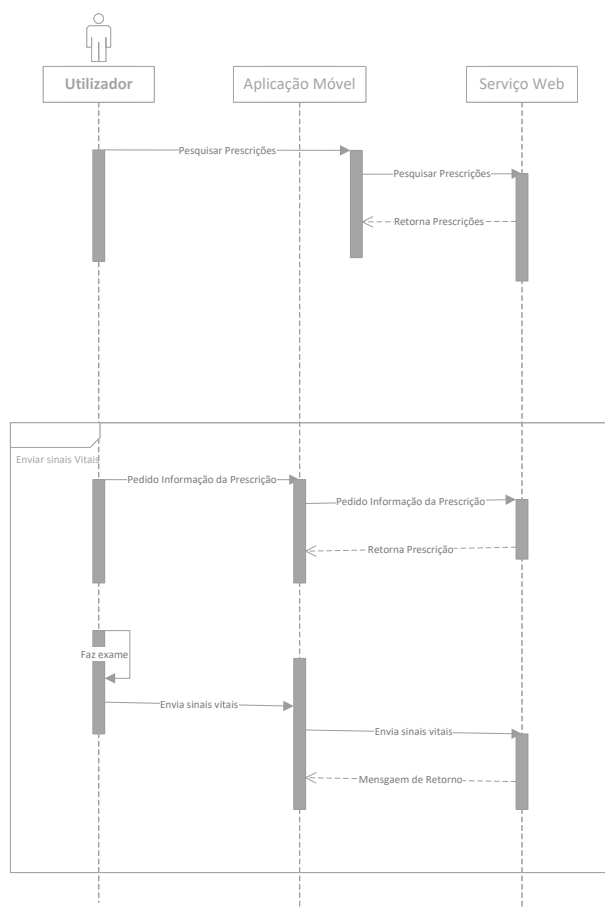 Utilizador
Aplicação Móvel
Serviço Web
Pesquisar Prescrições
Pesquisar Prescrições
Retorna Prescrições
Enviar sinais Vitais
Pedido Informação da Prescrição
Pedido Informação da Prescrição
Retorna Prescrição
Faz exame
Envia sinais vitais
Envia sinais vitais
Mensgaem de Retorno